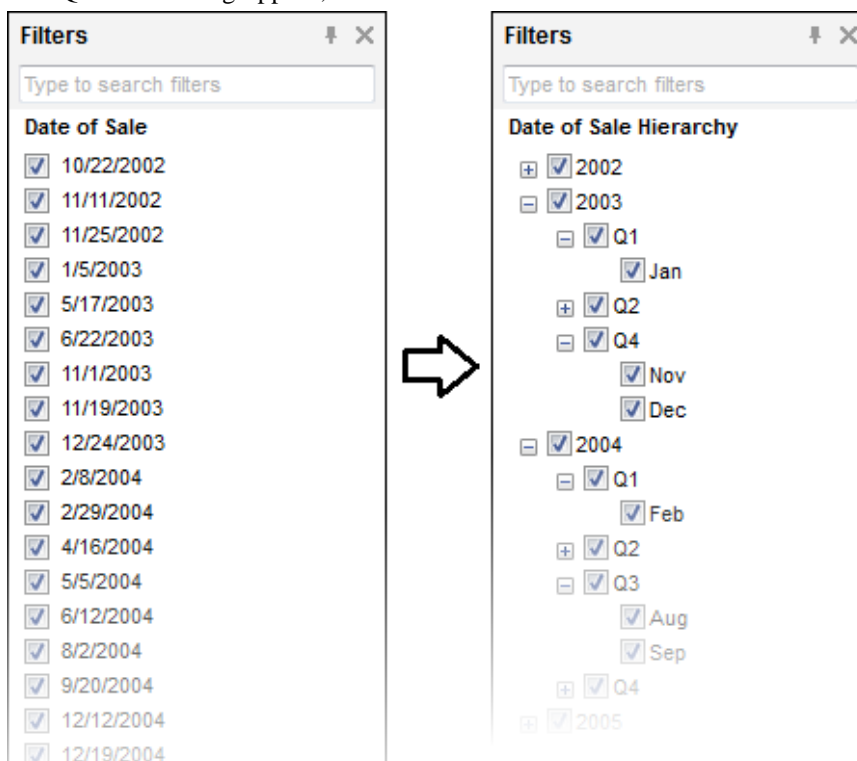 Filters
Type to search filters
Date of Sale
10/22/2002
11/11/2002
11/25/2002
1/5/2003
5/17/2003
6/22/2003
11/1/2003
11/19/2003
12/24/2003
2/8/2004
2/29/2004
4/16/2004
5/5/2004
6/12/2004
8/2/2004
9/20/2004
12/12/2004
12/19/2004
Filters
Type to search filters
Date of Sale Hierarchy
2002
2003
Q1
Jan
Q2
Q4
Nov
Dec
2004
Q1
Feb
Q2
Q3
Aug
Sep
Q4
2005